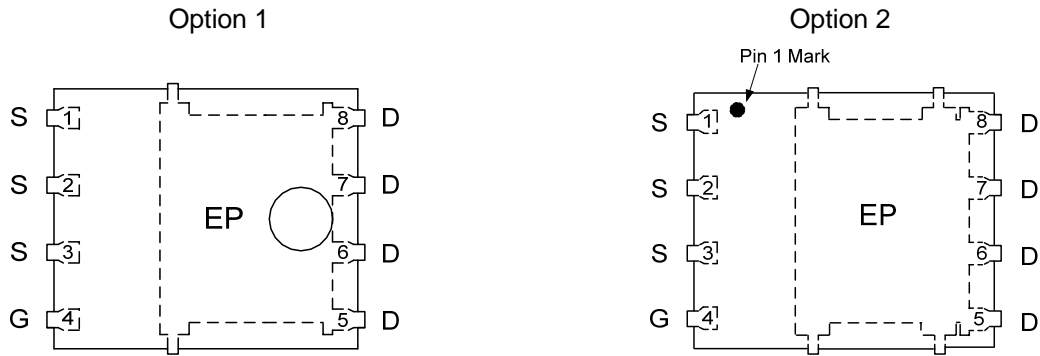 Option 1
Option 2
Pin 1 Mark
S 1 8 D
S 2 7 D
EP
S 3 6 D
G 4 5 D
S 1 8 D
S 2 7 D
EP
S 3 6 D
G 4 5 D